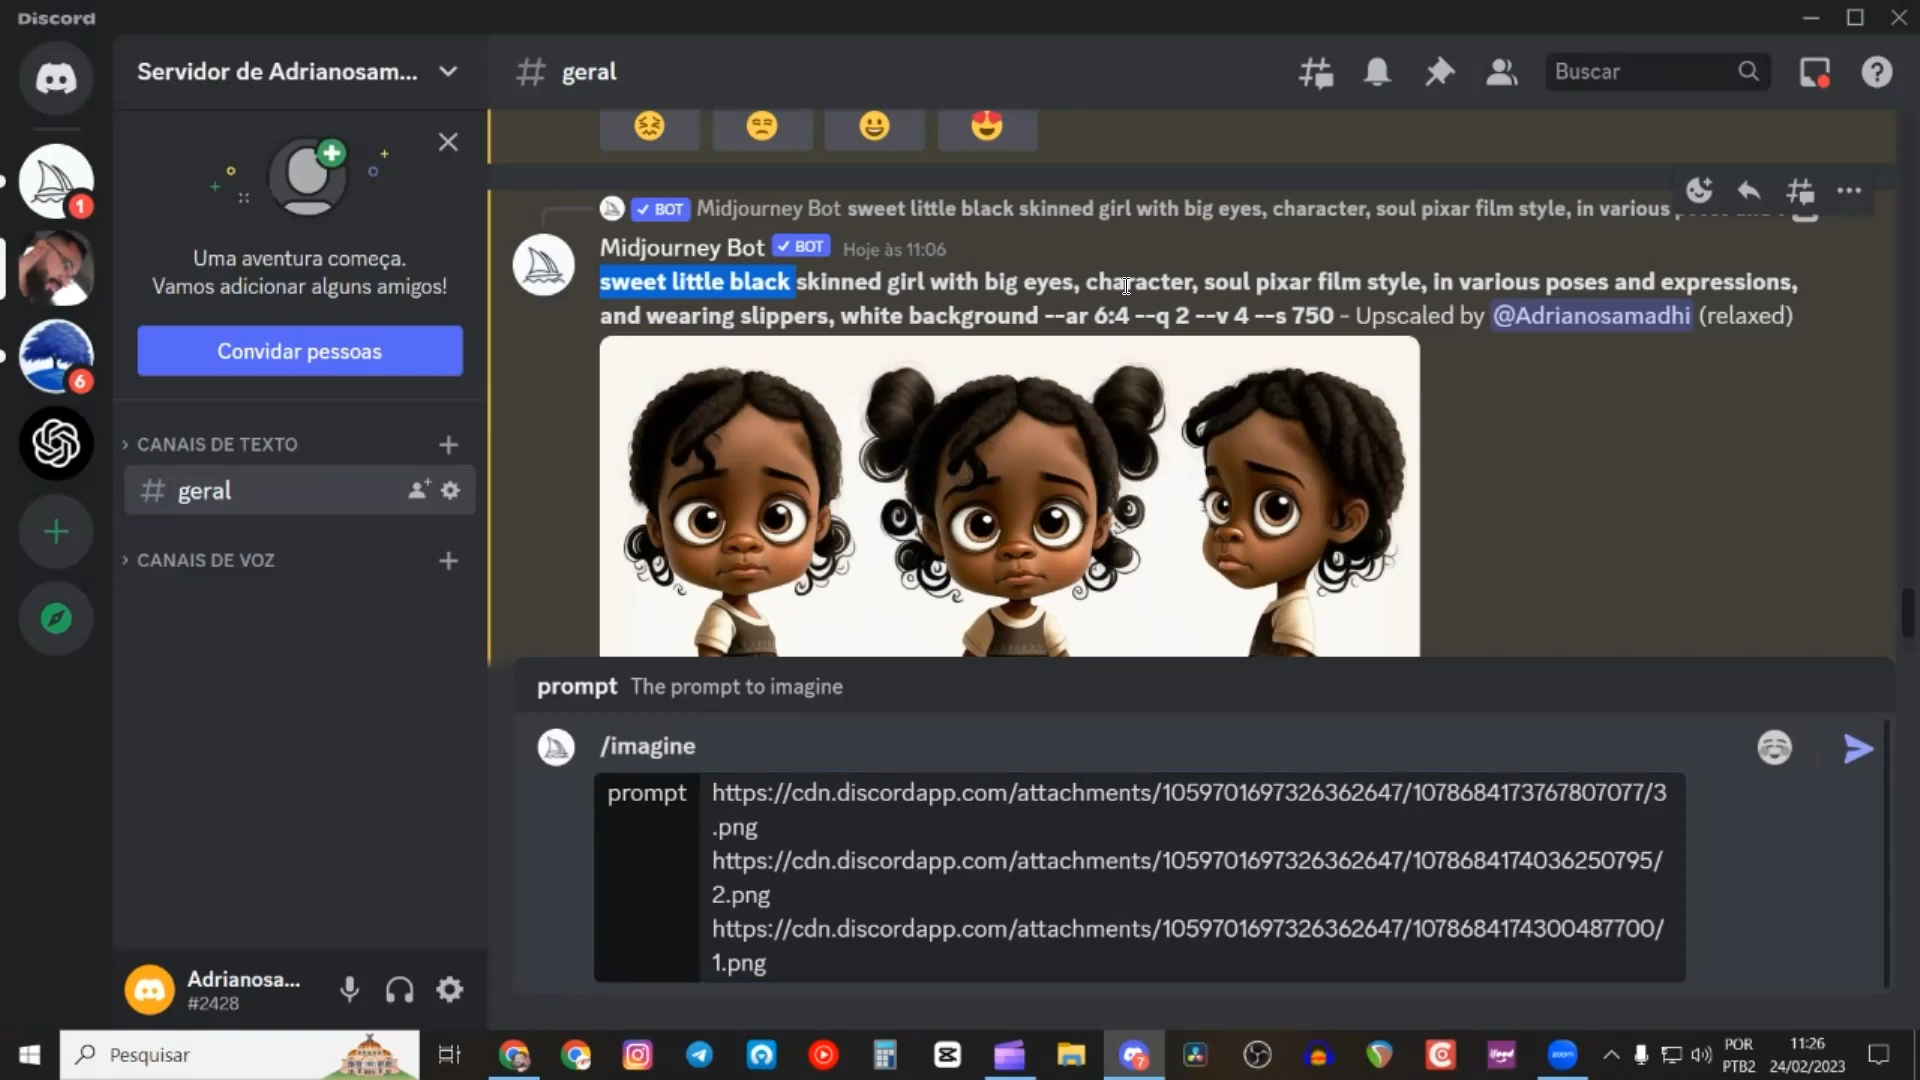 Discord
Servidor de Adrianosam...
geral
Buscar
1
6
Uma aventura começa.
Vamos adicionar alguns amigos!
Convidar pessoas
CANAIS DE TEXTO
geral
CANAIS DE VOZ
Adrianosa...
#2428
BOT Midjourney Bot sweet little black skinned girl with big eyes, character, soul pixar film style, in various
Midjourney Bot BOT Hoje às 11:06
sweet little black skinned girl with big eyes, character, soul pixar film style, in various poses and expressions,
and wearing slippers, white background --ar 6:4 --q 2 --v 4 --s 750 - Upscaled by @Adrianosamadhi (relaxed)
prompt The prompt to imagine
/imagine
prompt https://cdn.discordapp.com/attachments/1059701697326362647/1078684173767807077/3
.png
https://cdn.discordapp.com/attachments/1059701697326362647/1078684174036250795/
2.png
https://cdn.discordapp.com/attachments/1059701697326362647/1078684174300487700/
1.png
Pesquisar
7
ifood
zoom
POR
PTB2
11:26
24/02/2023